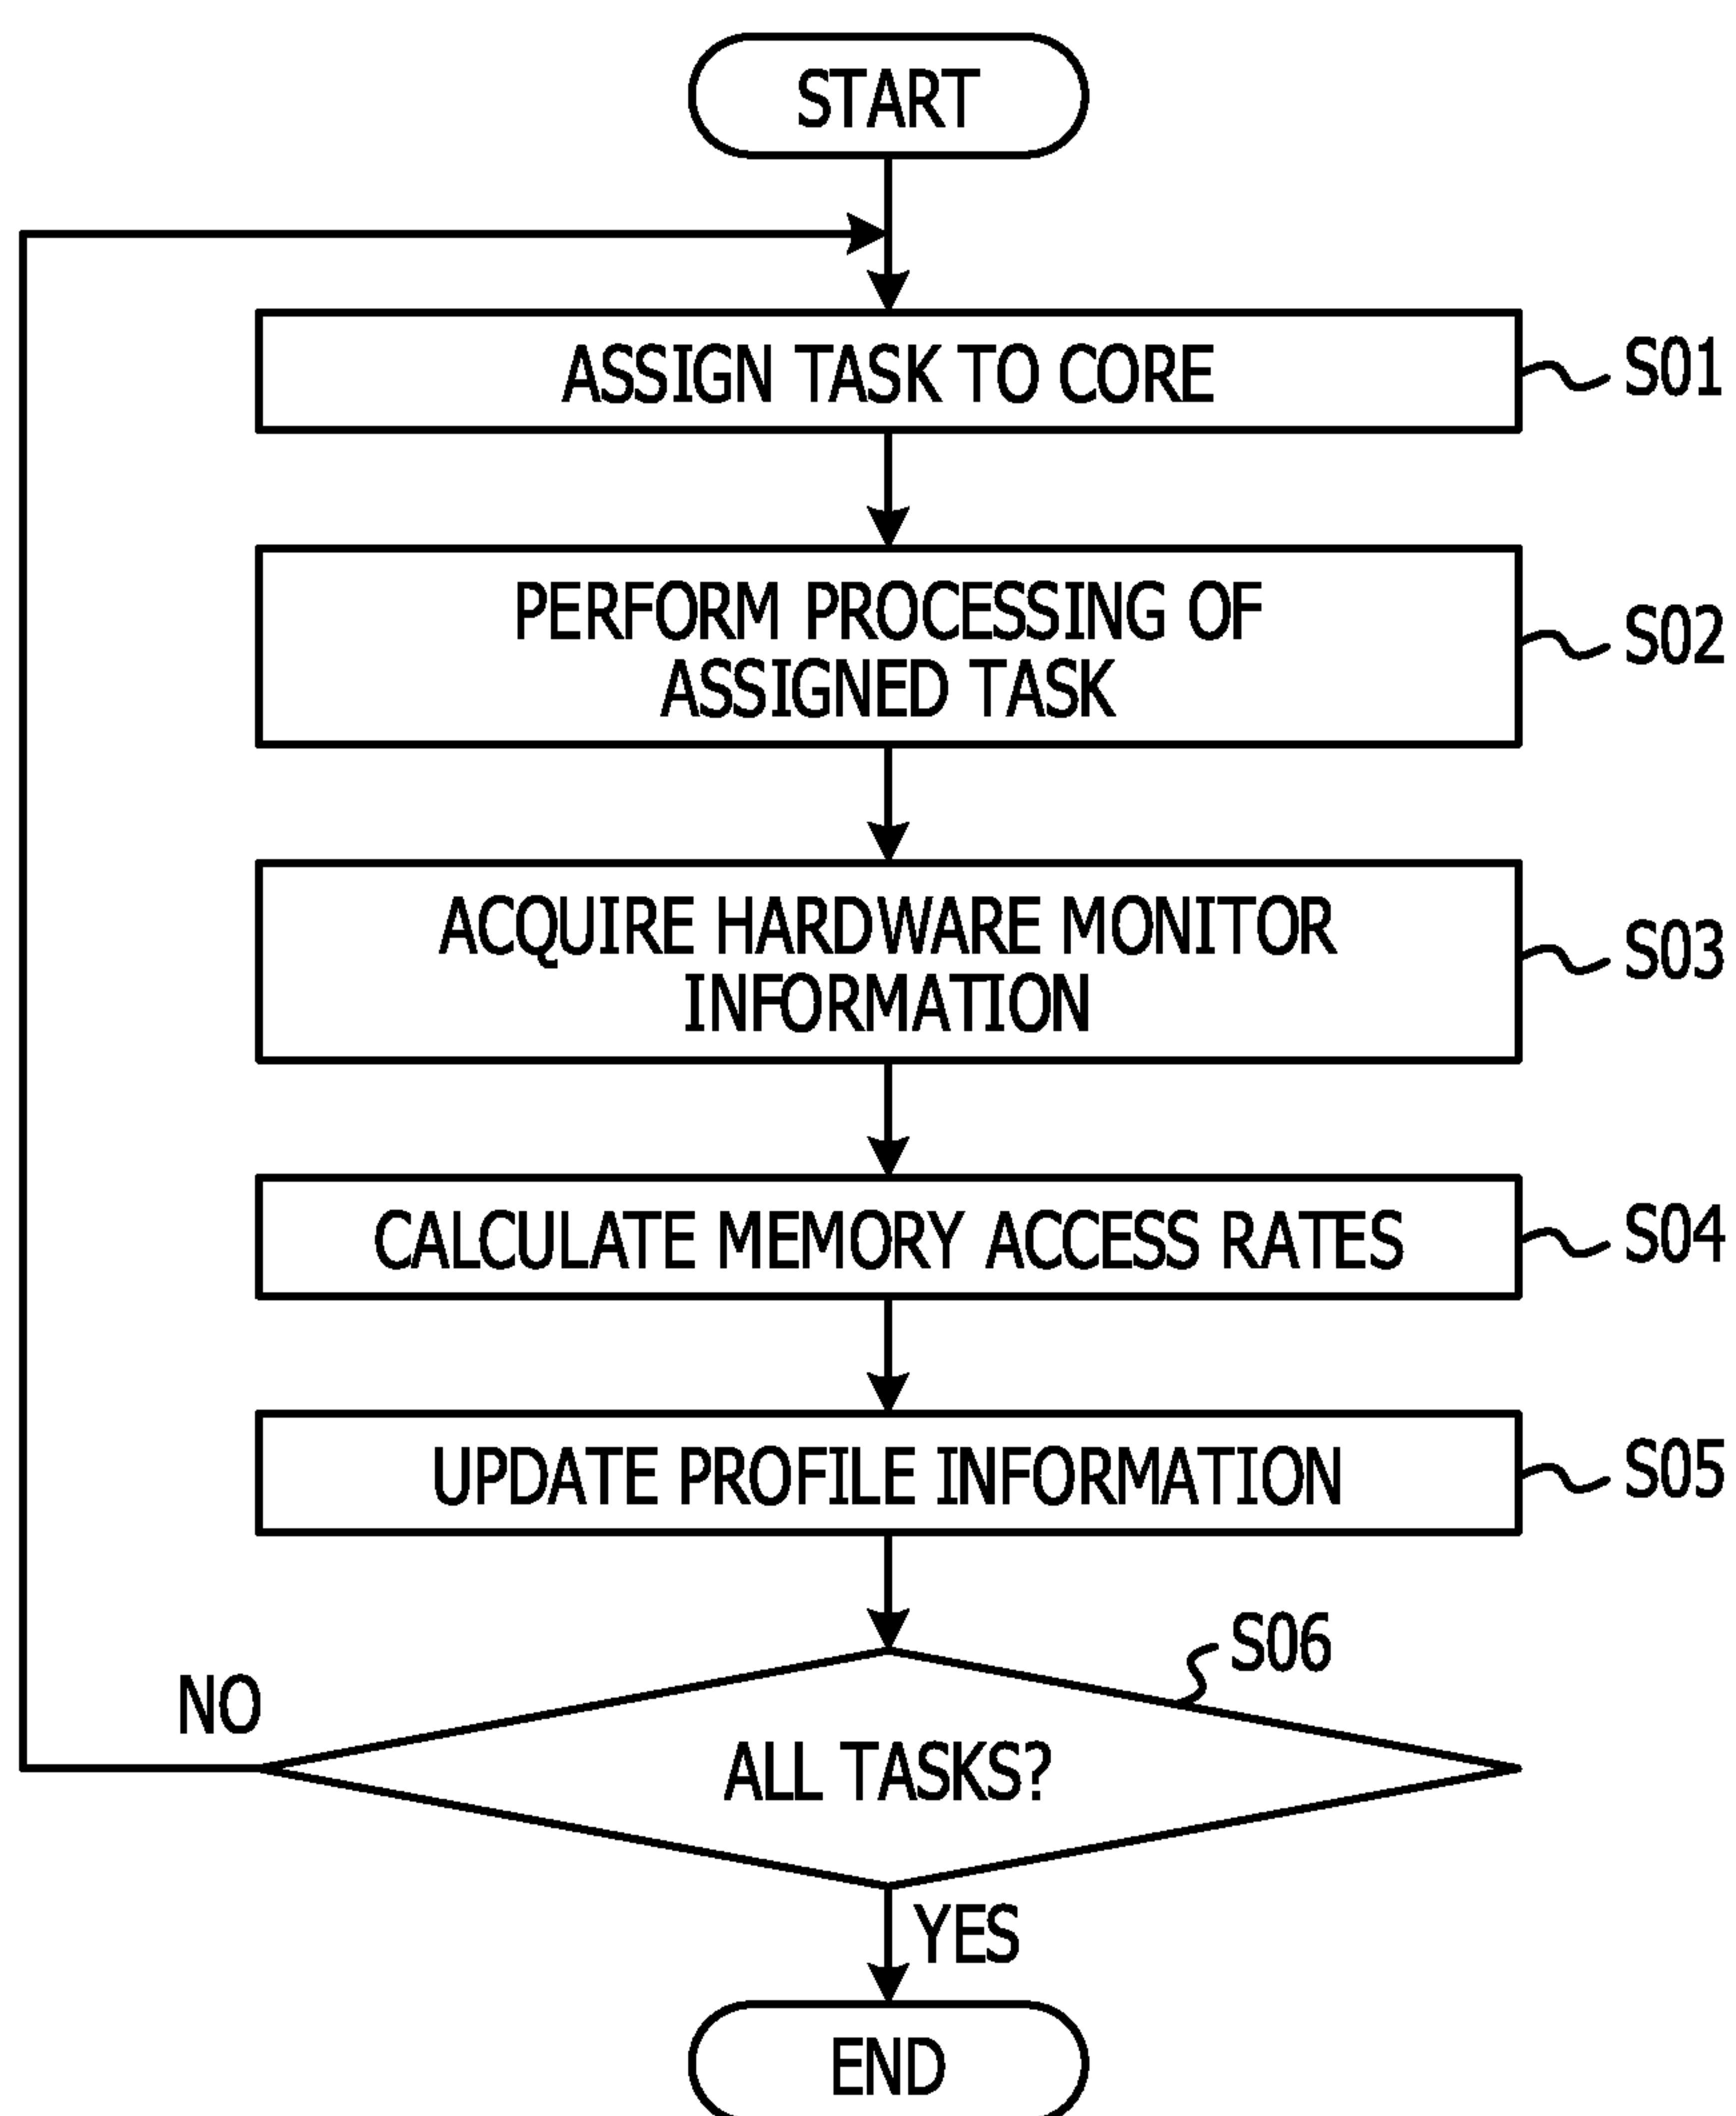 START
ASSIGN TASK TO CORE
S01
PERFORM PROCESSING OF
ASSIGNED TASK
S02
ACQUIRE HARDWARE MONITOR
INFORMATION
S03
CALCULATE MEMORY ACCESS RATES
S04
UPDATE PROFILE INFORMATION
S05
S06
NO
ALL TASKS?
YES
END